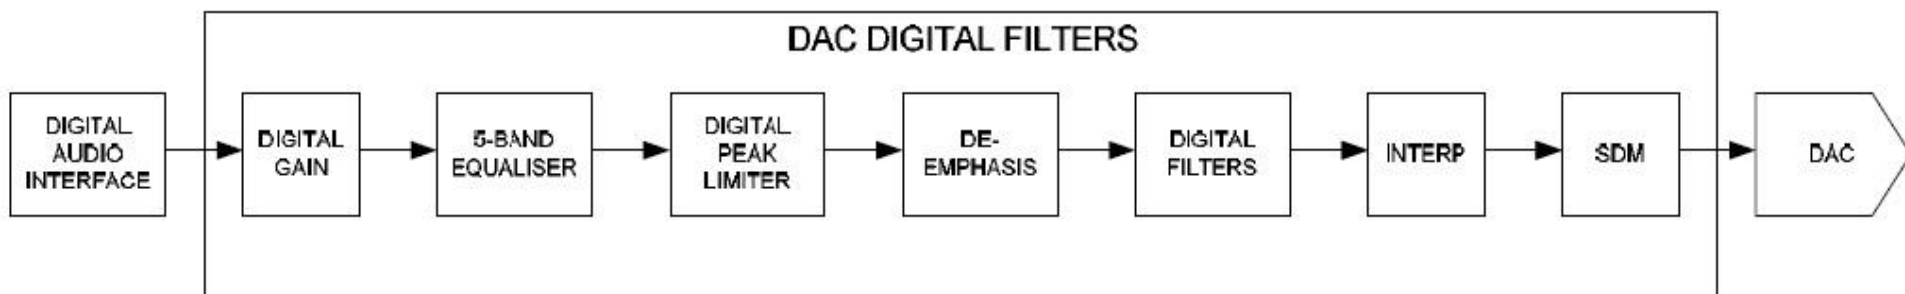 DAC DIGITAL FILTERS
DIGITAL
AUDIO
INTERFACE
DIGITAL
GAIN
5-BAND
EQUALISER
DIGITAL
PEAK
LIMITER
DE-
EMPHASIS
DIGITAL
FILTERS
INTERP
SDM
DAC